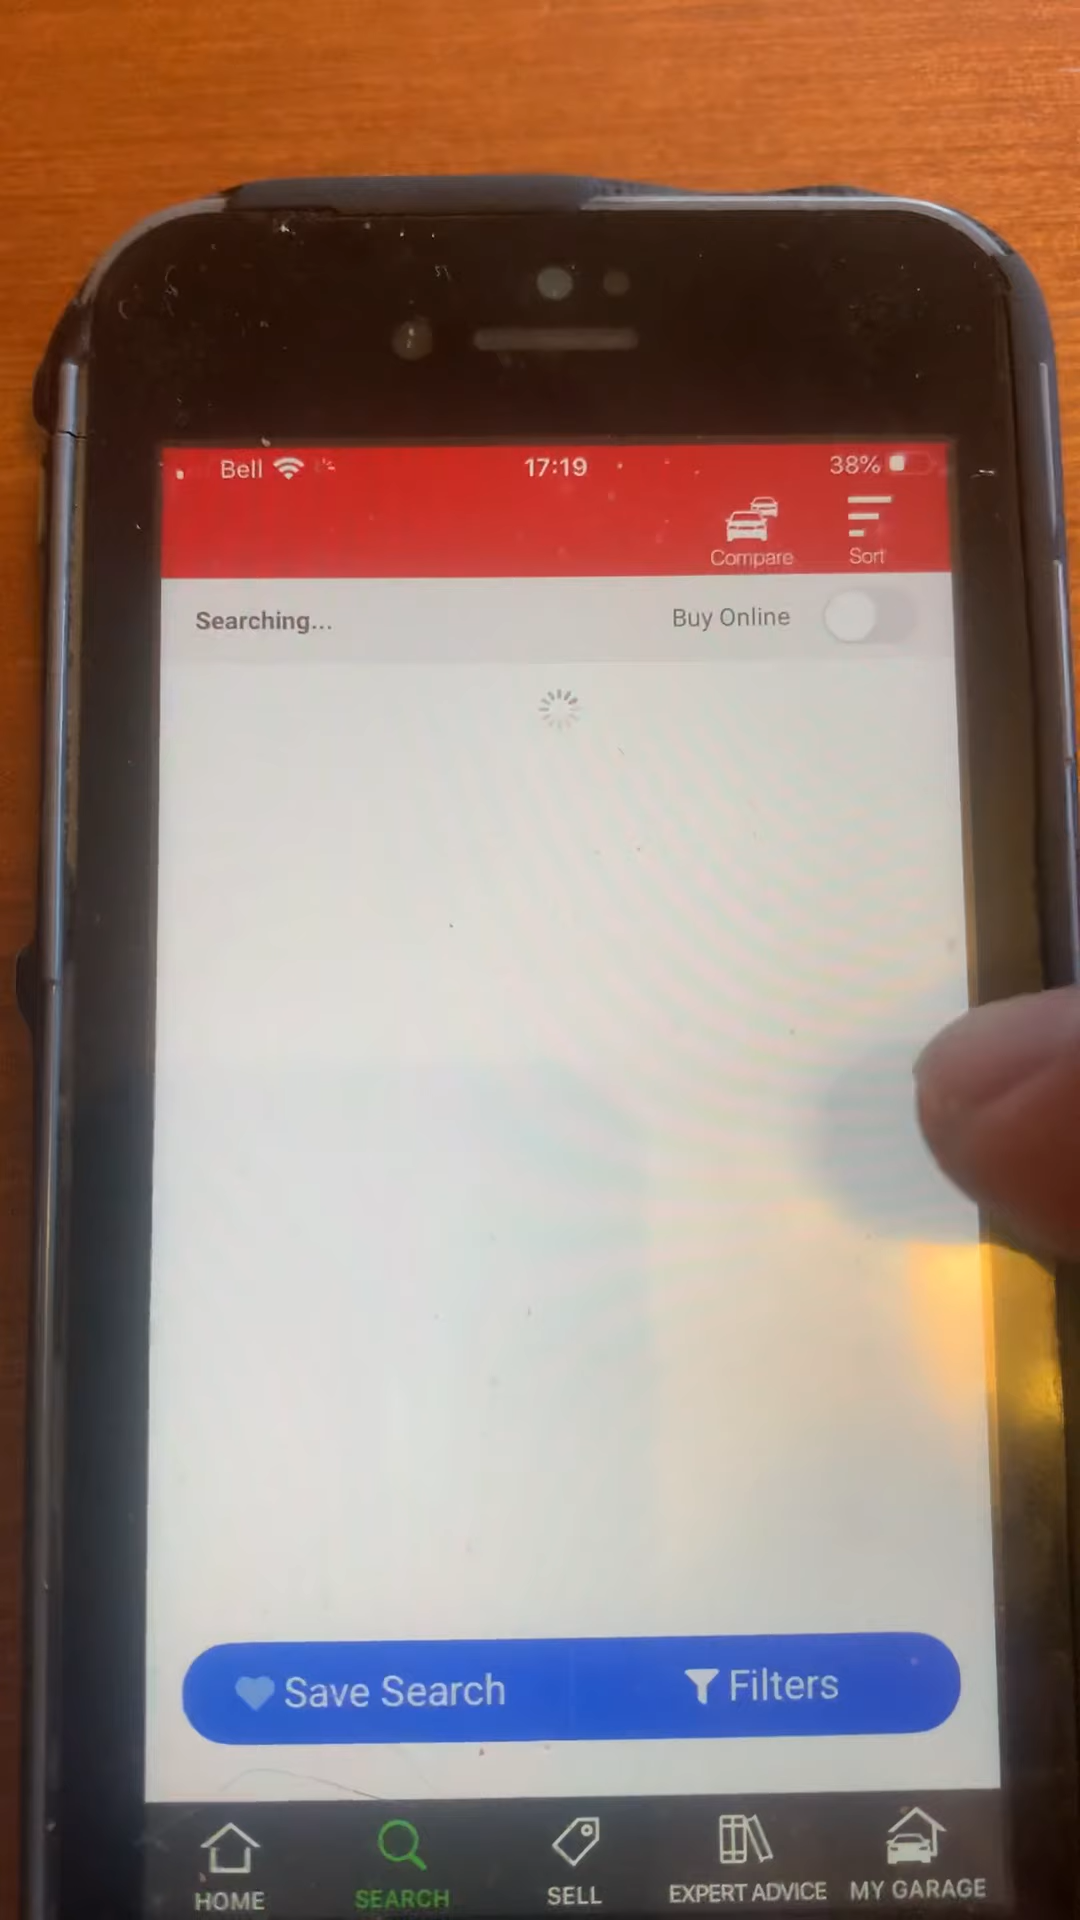 Bell 17:19 38%
Compare Sort
Searching... Buy Online
Save Search Filters
HOME SEARCH SELL EXPERT ADVICE MY GARAGE